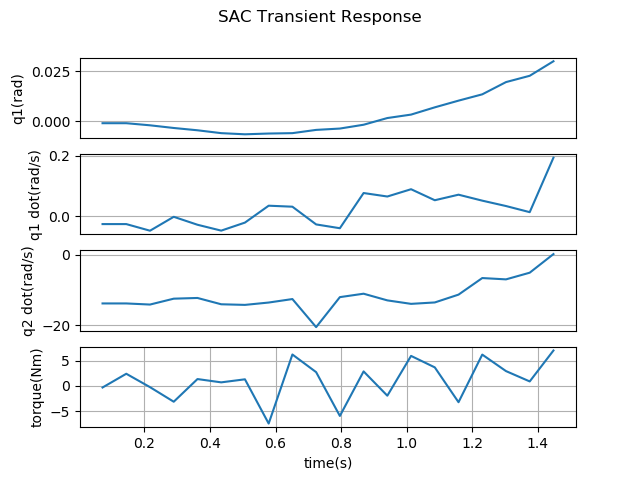 SAC Transient Response
q1(rad)
0.025
0.000
q1 dot(rad/s)
0.2
0.0
q2 dot(rad/s)
0
−20
torque(Nm)
5
0
−5
0.2 0.4 0.6 0.8 1.0 1.2 1.4
time(s)